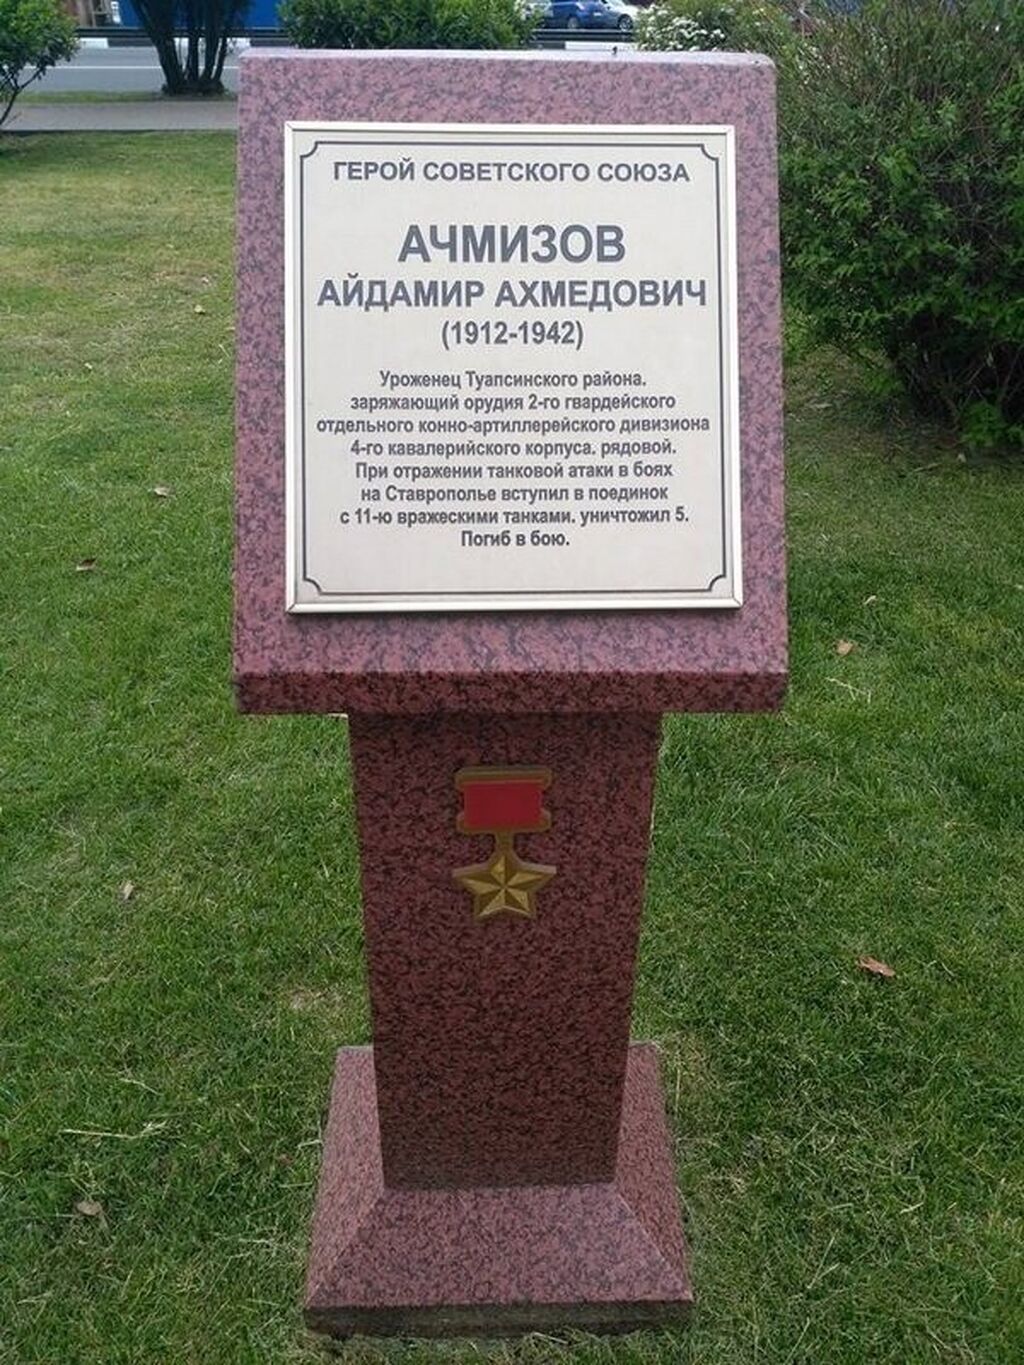 ГЕРОЙ СОВЕТСКОГО СОЮЗА
АЧМИЗОВ
АЙДАМИР АХМЕДОВИЧ
(1912-1942)
Уроженец Туапсинского района.
заряжающий орудия 2-го гвардейского
отдельного конно-артиллерейского дивизиона
4-го кавалерийского корпуса. рядовой.
При отражении танковой атаки в боях
на Ставрополье вступил в поединок
с 11-ю вражескими танками. уничтожил 5.
Погиб в бою.